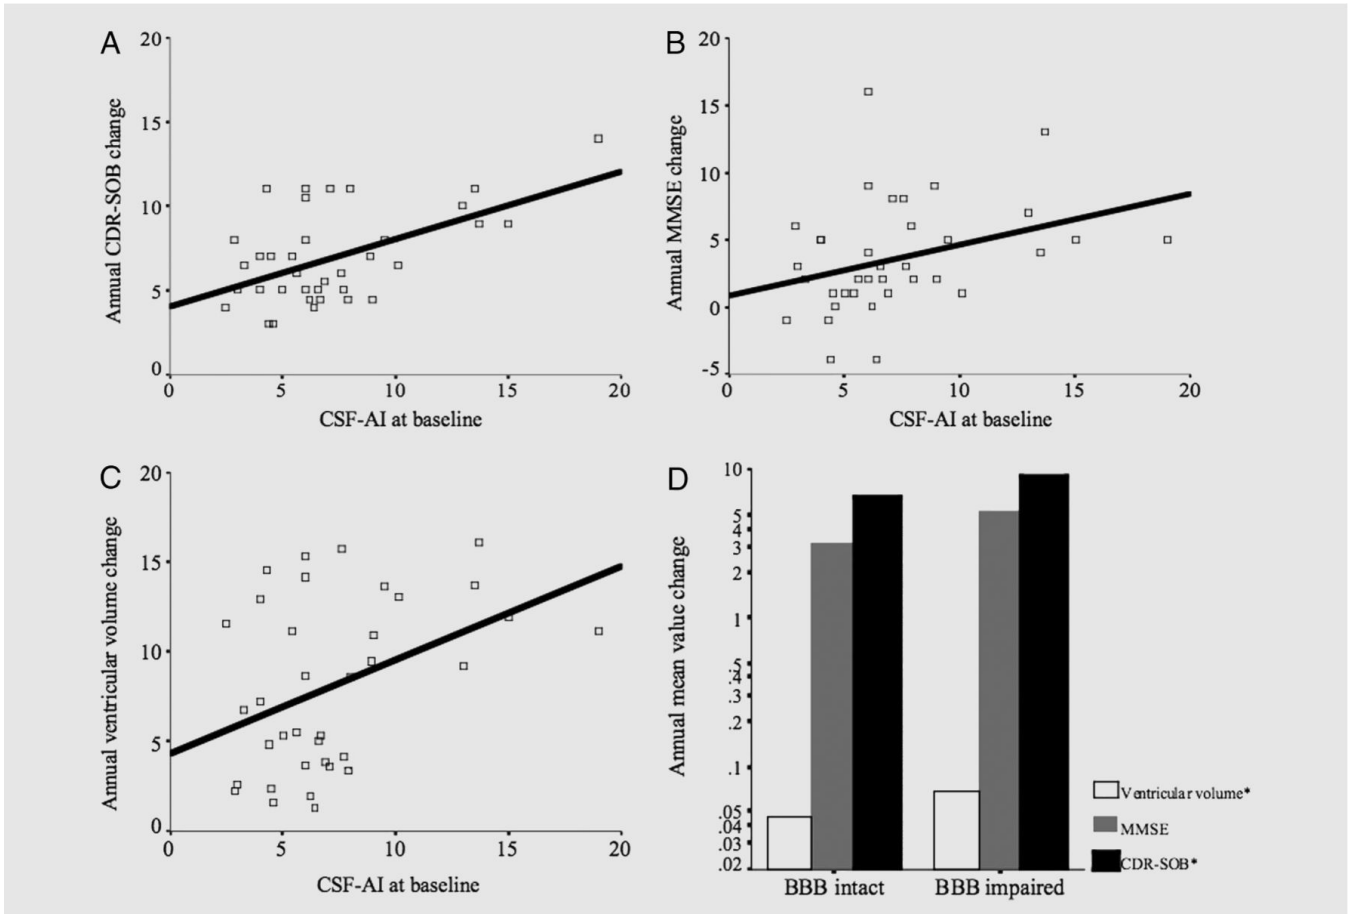 A
20
15
10
5
0
0 5 10 15 20
Annual CDR-SOB change
CSF-AI at baseline
B
20
15
10
5
0
-5
0 5 10 15 20
Annual MMSE change
CSF-AI at baseline
C
20
15
10
5
0
0 5 10 15 20
Annual ventricular volume change
CSF-AI at baseline
D
10
5
4
3
2
1
.5
.4
.3
.2
.1
.05
.04
.03
.02
Annual mean value change
BBB intact BBB impaired
Ventricular volume*
MMSE
CDR-SOB*